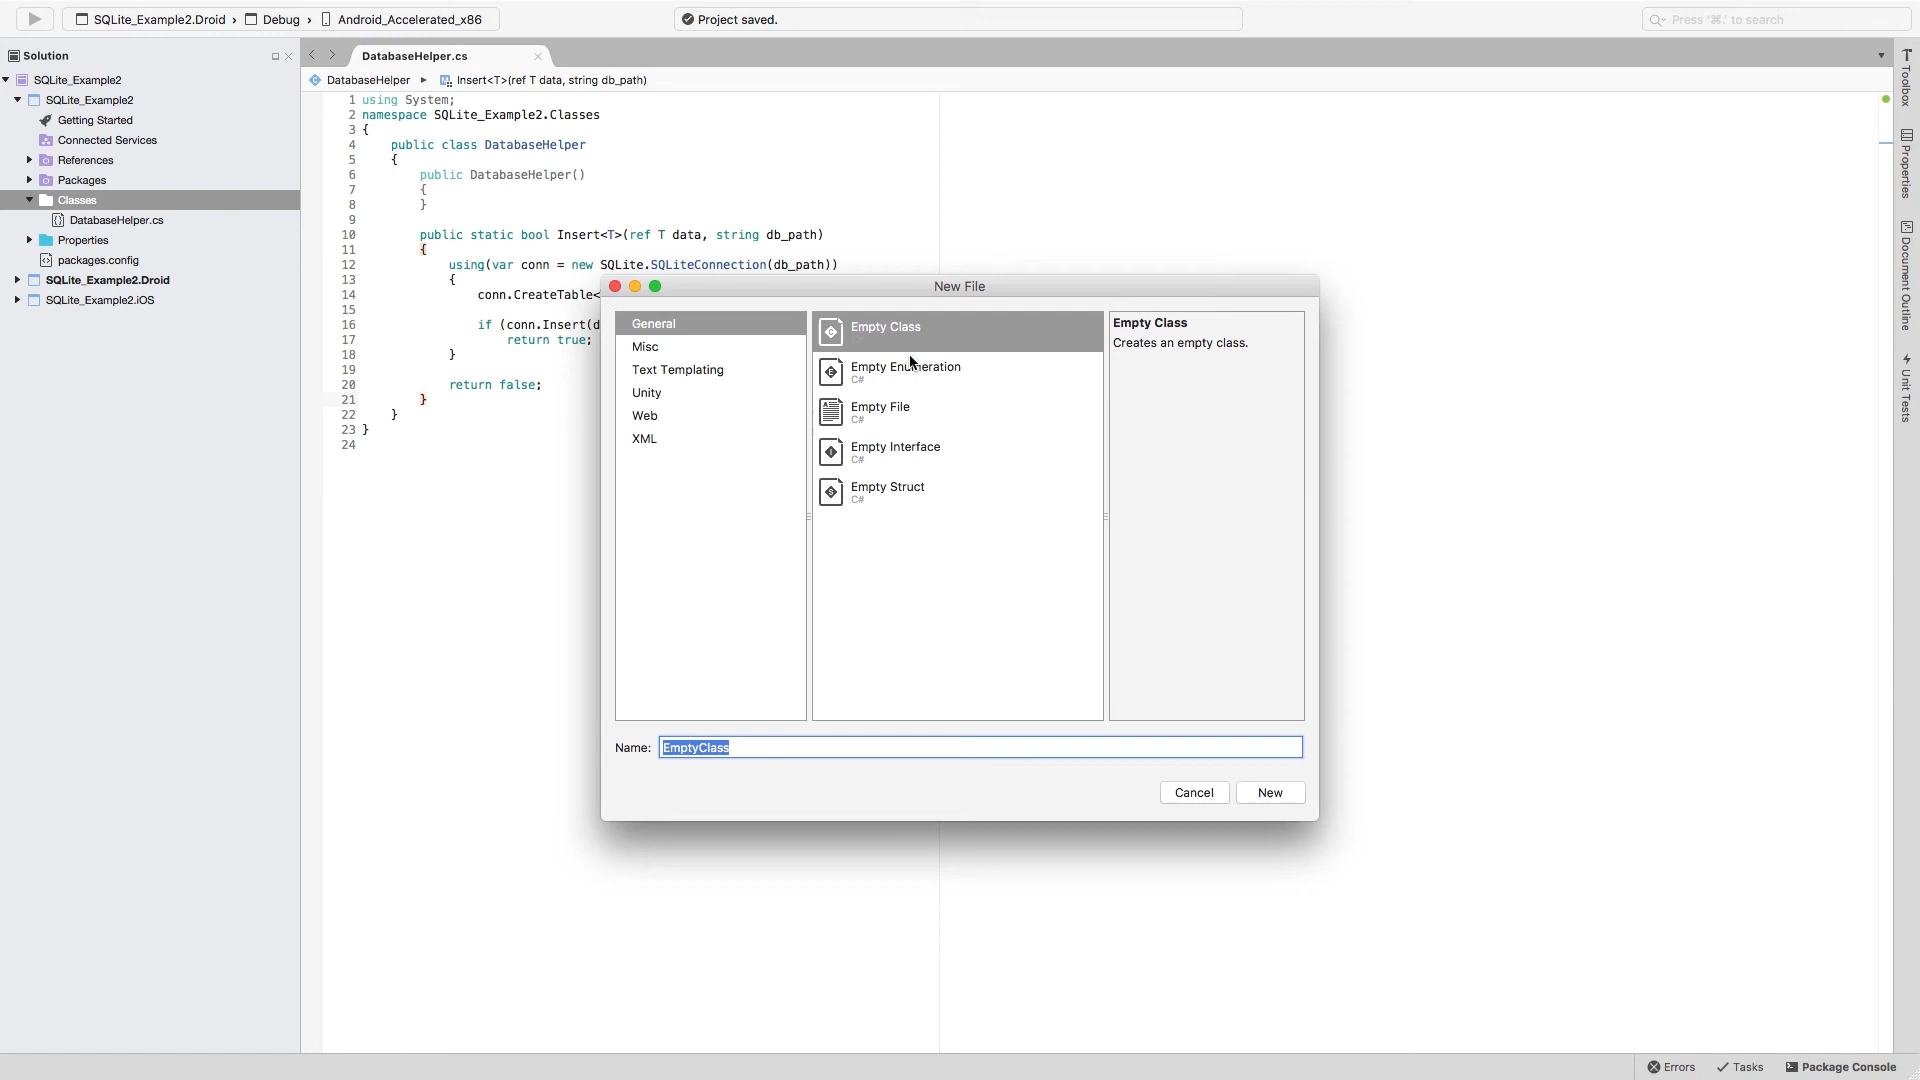 SQLite_Example2.Droid › Debug › Android_Accelerated_x86
Project saved.
Press '⌘.' to search
Solution
SQLite_Example2
SQLite_Example2
Getting Started
Connected Services
References
Packages
Classes
DatabaseHelper.cs
Properties
packages.config
SQLite_Example2.Droid
SQLite_Example2.iOS
DatabaseHelper.cs
DatabaseHelper ▸ Insert<T>(ref T data, string db_path)
1 using System;
2 namespace SQLite_Example2.Classes
3 {
4 public class DatabaseHelper
5 {
6 public DatabaseHelper()
7 {
8 }
9
10 public static bool Insert<T>(ref T data, string db_path)
11 {
12 using(var conn = new SQLite.SQLiteConnection(db_path))
13 {
14 conn.CreateTable<
15
16 if (conn.Insert(d
17 return true;
18 }
19
20 return false;
21 }
22 }
23 }
24
New File
General
Misc
Text Templating
Unity
Web
XML
Empty Class
C#
Empty Enumeration
C#
Empty File
C#
Empty Interface
C#
Empty Struct
C#
Empty Class
Creates an empty class.
Name: EmptyClass
Cancel New
Toolbox
Properties
Document Outline
Unit Tests
Errors Tasks Package Console